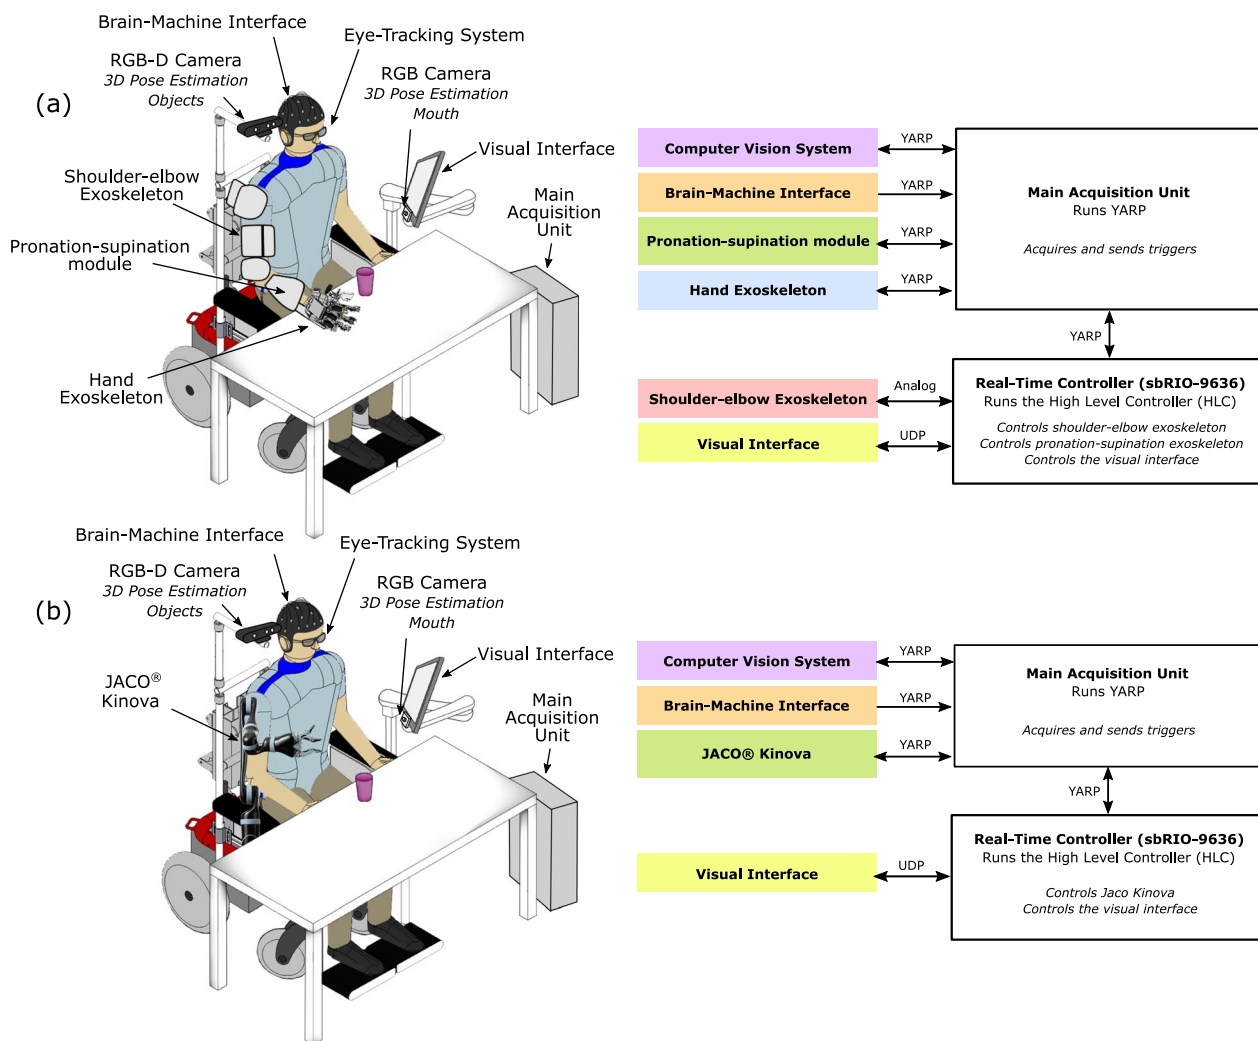 Brain-Machine Interface
Eye-Tracking System
RGB-D Camera
3D Pose Estimation
Objects
RGB Camera
3D Pose Estimation
Mouth
(a)
Visual Interface
Shoulder-elbow
Exoskeleton
Main
Acquisition
Unit
Pronation-supination
module
Hand
Exoskeleton
Computer Vision System
YARP
Brain-Machine Interface
YARP
Pronation-supination module
YARP
Hand Exoskeleton
YARP
Main Acquisition Unit
Runs YARP
Acquires and sends triggers
YARP
Shoulder-elbow Exoskeleton
Analog
Visual Interface
UDP
Real-Time Controller (sbRIO-9636)
Runs the High Level Controller (HLC)
Controls shoulder-elbow exoskeleton
Controls pronation-supination exoskeleton
Controls the visual interface
Brain-Machine Interface
Eye-Tracking System
RGB-D Camera
3D Pose Estimation
Objects
RGB Camera
3D Pose Estimation
Mouth
(b)
Visual Interface
JACO®
Kinova
Main
Acquisition
Unit
Computer Vision System
YARP
Brain-Machine Interface
YARP
JACO® Kinova
YARP
Main Acquisition Unit
Runs YARP
Acquires and sends triggers
YARP
Visual Interface
UDP
Real-Time Controller (sbRIO-9636)
Runs the High Level Controller (HLC)
Controls Jaco Kinova
Controls the visual interface